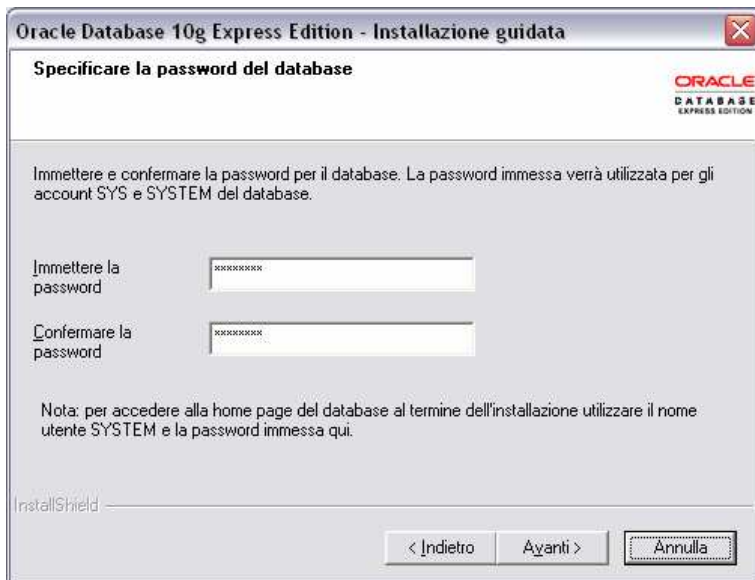 Oracle Database 10g Express Edition - Installazione guidata
Specificare la password del database
ORACLE
DATABASE
EXPRESS EDITION
Immettere e confermare la password per il database. La password immessa verrà utilizzata per gli
account SYS e SYSTEM del database.
Immettere la
password
××××××××
Confermare la
password
××××××××
Nota: per accedere alla home page del database al termine dell'installazione utilizzare il nome
utente SYSTEM e la password immessa qui.
InstallShield
< Indietro
Avanti >
Annulla